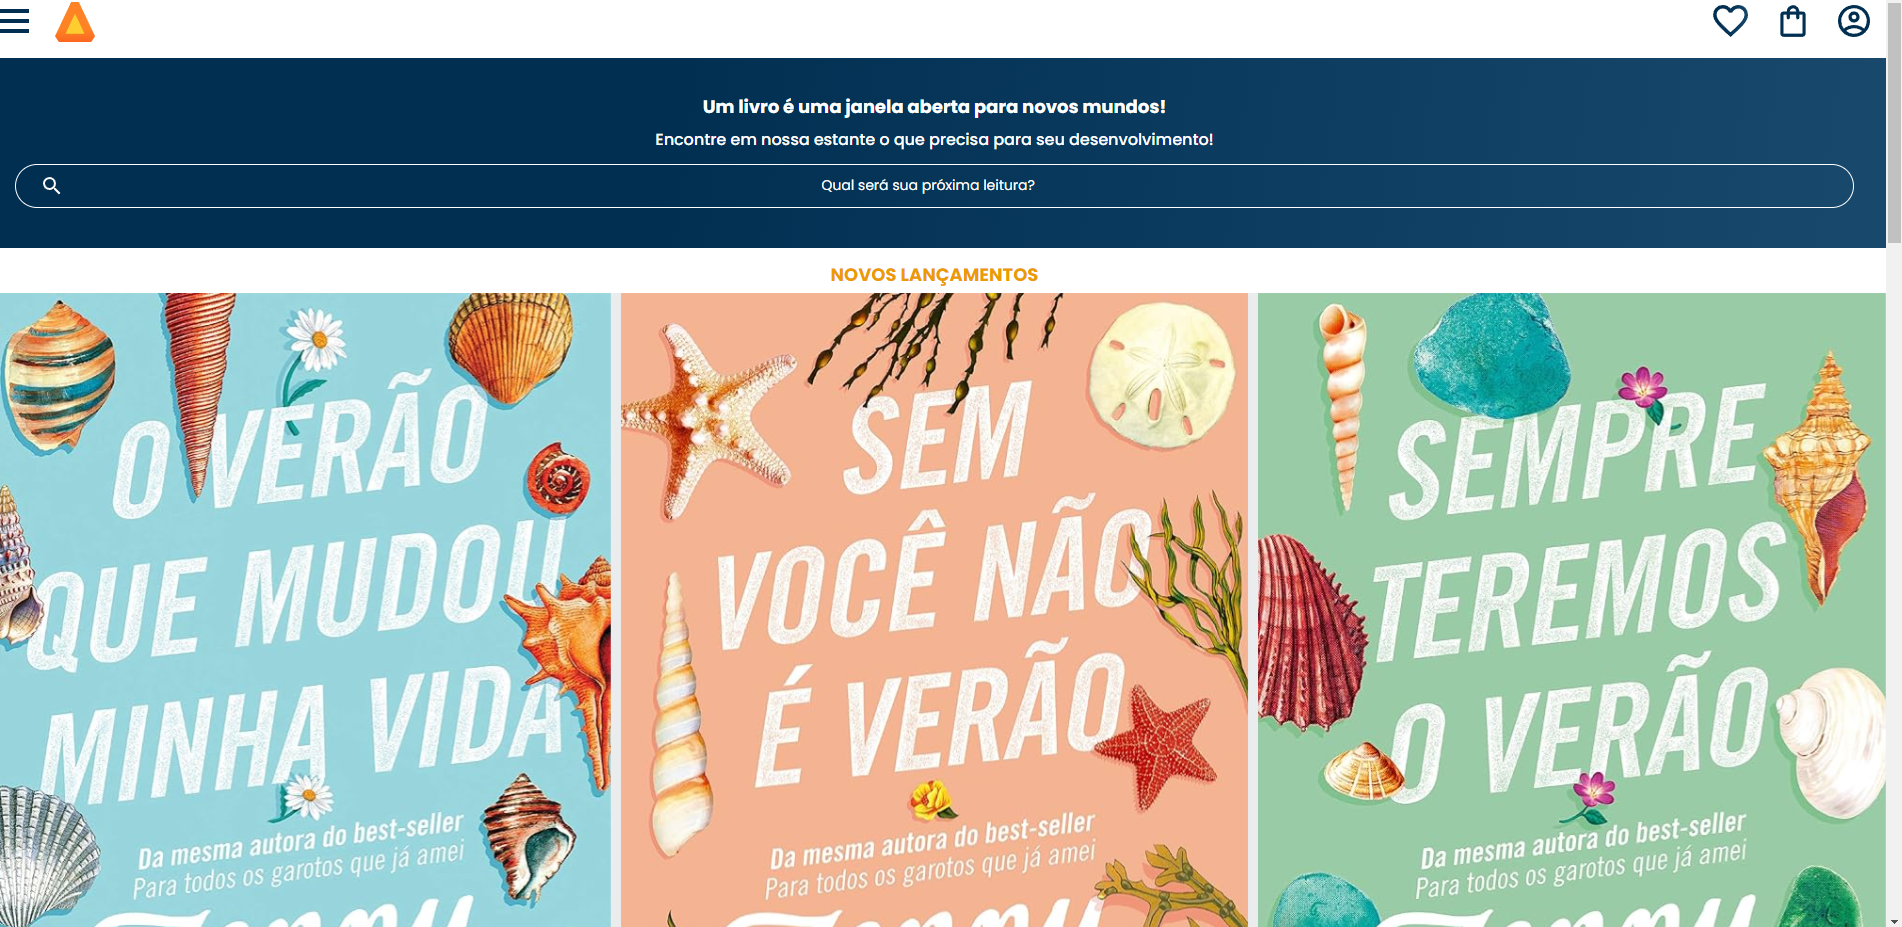 Um livro é uma janela aberta para novos mundos!
Encontre em nossa estante o que precisa para seu desenvolvimento!
Qual será sua próxima leitura?
NOVOS LANÇAMENTOS
O VERÃO
QUE MUDOU
MINHA VIDA
Da mesma autora do best-seller
Para todos os garotos que já amei
SEM
VOCÊ NÃO
É VERÃO
Da mesma autora do best-seller
Para todos os garotos que já amei
SEMPRE
TEREMOS
O VERÃO
Da mesma autora do best-seller
Para todos os garotos que já amei